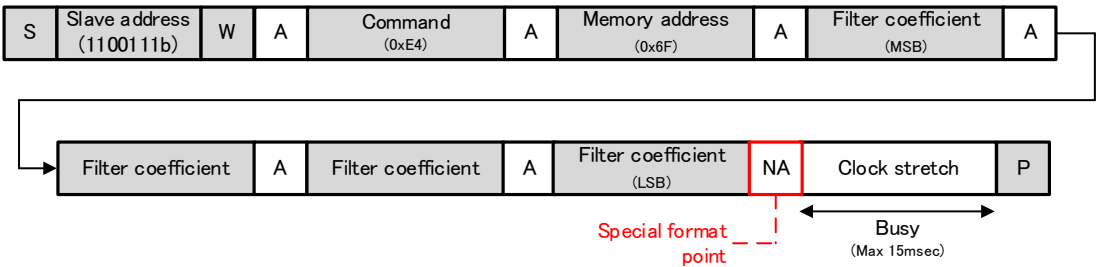 S
Slave address
(1100111b)
W
A
Command
(0xE4)
A
Memory address
(0x6F)
A
Filter coefficient
(MSB)
A
Filter coefficient
A
Filter coefficient
A
Filter coefficient
(LSB)
NA
Clock stretch
P
Special format
point
Busy
(Max 15msec)